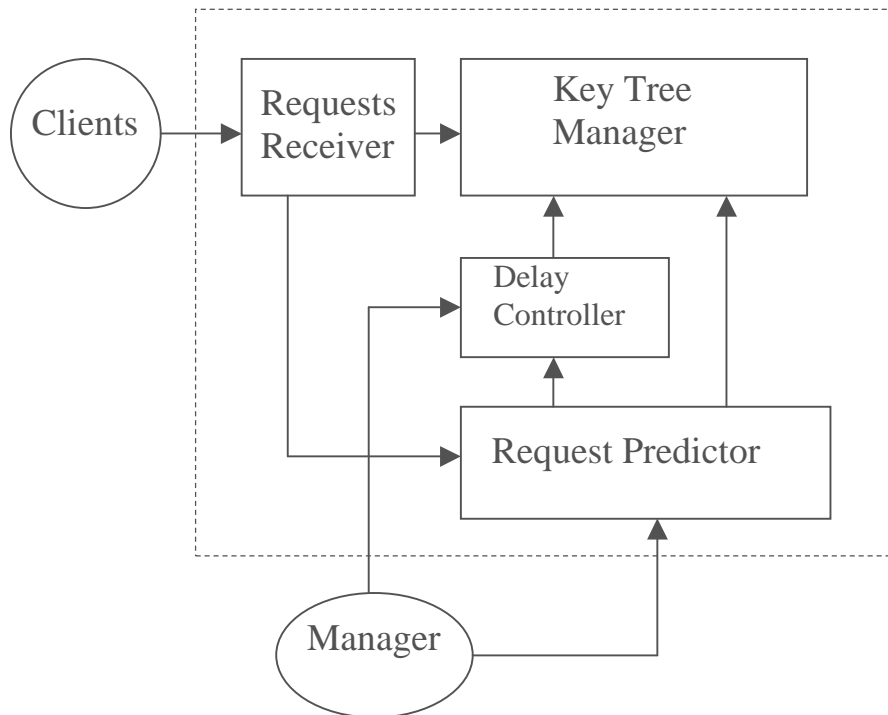 Clients
Requests
Receiver
Key Tree
Manager
Delay
Controller
Request Predictor
Manager